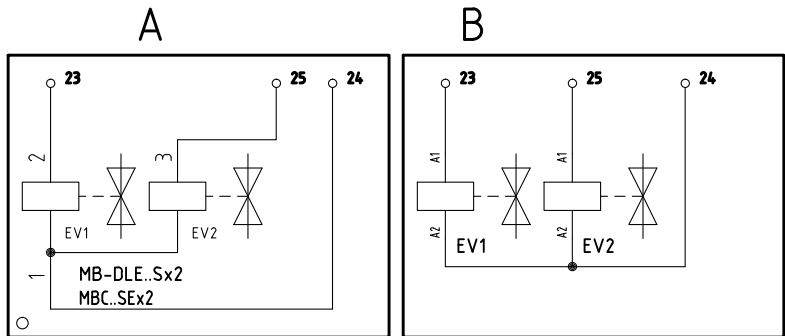 A
B
23
25
24
23
25
24
2
3
A1
A1
EV1
EV2
A2
A2
EV1
EV2
1
MB-DLE..Sx2
MBC..SEx2